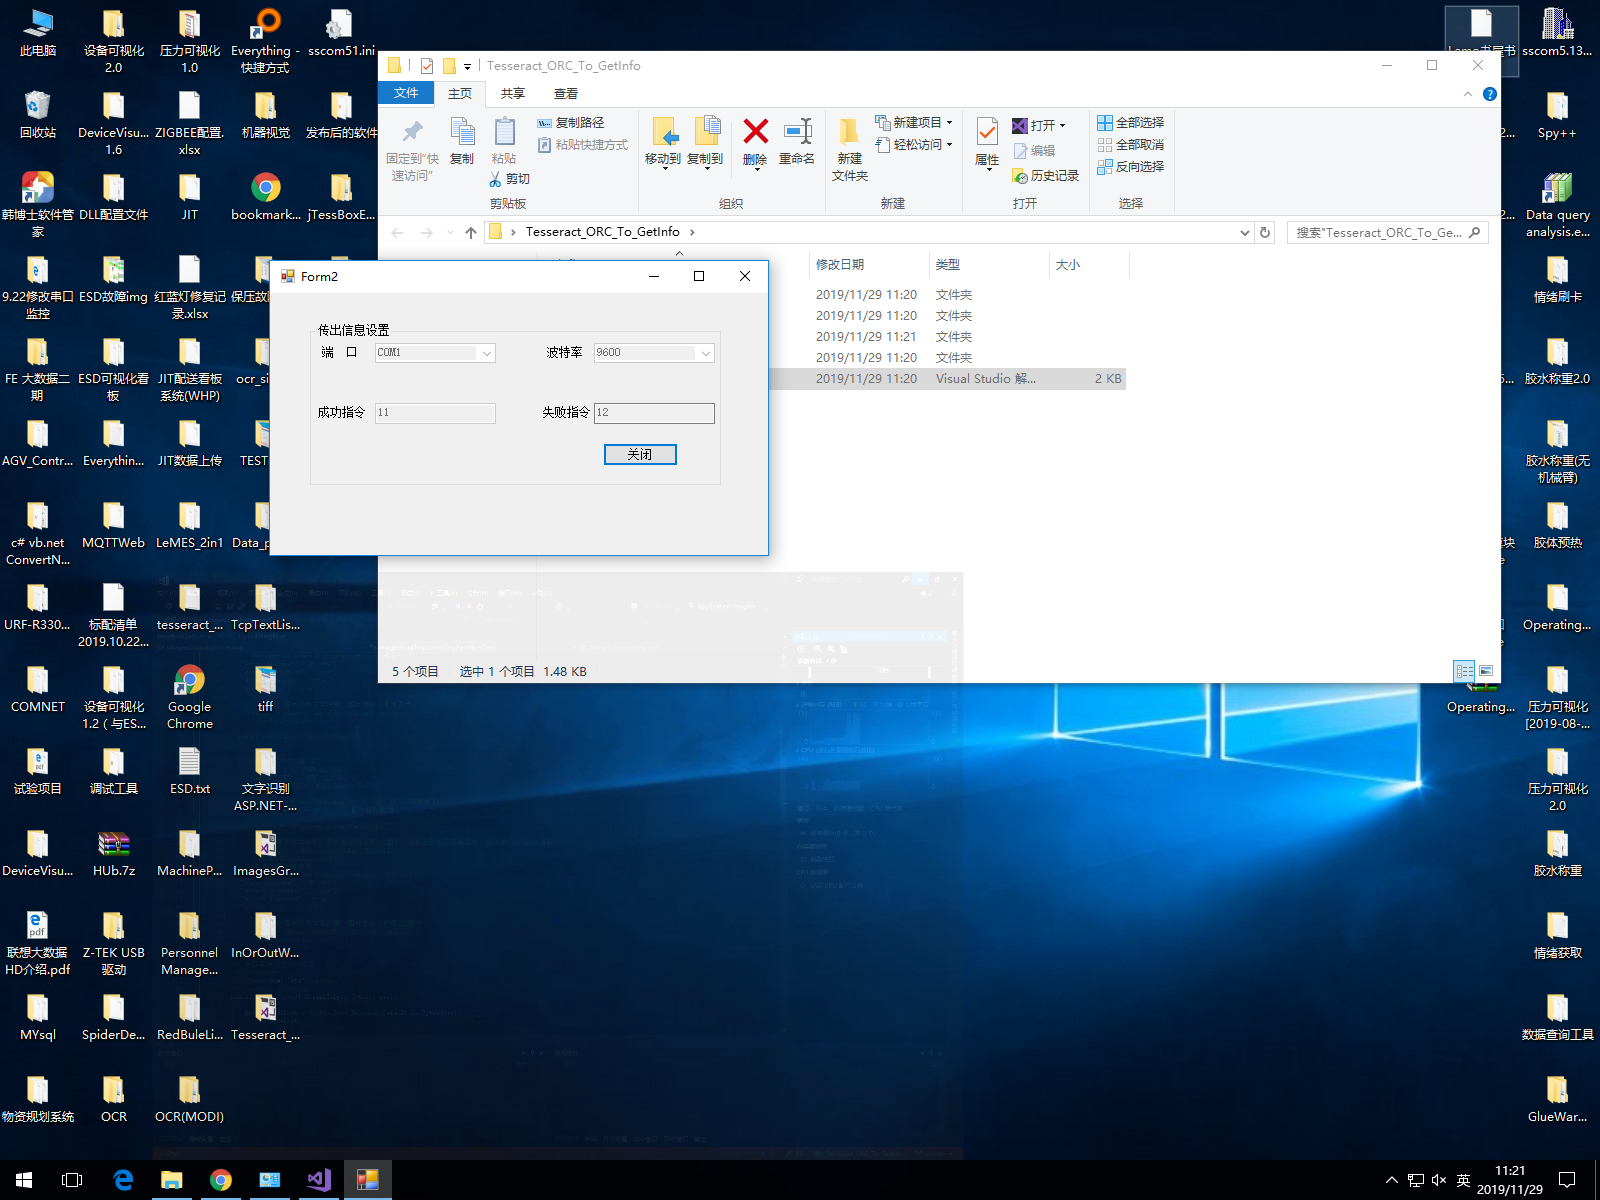 此电脑
设备可视化
2.0
压力可视化
1.0
Everything -
快捷方式
sscom51.ini
回收站
DeviceVisu...
1.6
ZIGBEE配置.
xlsx
机器视觉
发布后的软件
韩博士软件管
家
DLL配置文件
JIT
bookmark...
jTessBoxE...
9.22修改串口
监控
ESD故障img
红蓝灯修复记
录.xlsx
FE 大数据二
期
ESD可视化看
板
JIT配送看板
系统(WHP)
ocr_si
AGV_Contr...
Everythin...
JIT数据上传
TEST
c# vb.net
ConvertN...
MQTTWeb
LeMES_2in1
Data_p
URF-R330...
标配清单
2019.10.22...
tesseract_...
TcpTextLis...
COMNET
设备可视化
1.2（与ES...
Google
Chrome
tiff
试验项目
调试工具
ESD.txt
文字识别
ASP.NET-...
DeviceVisu...
HUb.7z
MachineP...
ImagesGr...
联想大数据
HD介绍.pdf
Z-TEK USB
驱动
Personnel
Manage...
InOrOutW...
MYsql
SpiderDe...
RedBuleLi...
Tesseract_...
物资规划系统
OCR
OCR(MODI)
Tesseract_ORC_To_GetInfo
文件
主页
共享
查看
固定到“快
速访问”
复制
粘贴
复制路径
粘贴快捷方式
剪切
剪贴板
移动到
复制到
删除
重命名
组织
新建
文件夹
新建项目
轻松访问
新建
属性
打开
编辑
历史记录
打开
全部选择
全部取消
反向选择
选择
Tesseract_ORC_To_GetInfo
搜索"Tesseract_ORC_To_Ge...
修改日期
类型
大小
2019/11/29 11:20 文件夹
2019/11/29 11:20 文件夹
2019/11/29 11:21 文件夹
2019/11/29 11:20 文件夹
2019/11/29 11:20 Visual Studio 解... 2 KB
5 个项目
选中 1 个项目 1.48 KB
Form2
传出信息设置
端 口
COM1
波特率
9600
成功指令
11
失败指令
12
关闭
sscom5.13...
Spy++
Data query
analysis.e...
情绪刷卡
胶水称重2.0
胶水称重(无
机械臂)
胶体预热
Operating...
Operating...
压力可视化
[2019-08-...
压力可视化
2.0
胶水称重
情绪获取
数据查询工具
GlueWar...
英
11:21
2019/11/29